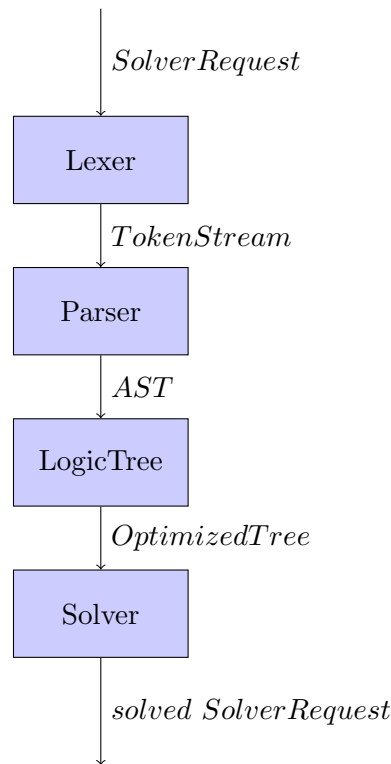 SolverRequest
Lexer
TokenStream
Parser
AST
LogicTree
OptimizedTree
Solver
solved SolverRequest